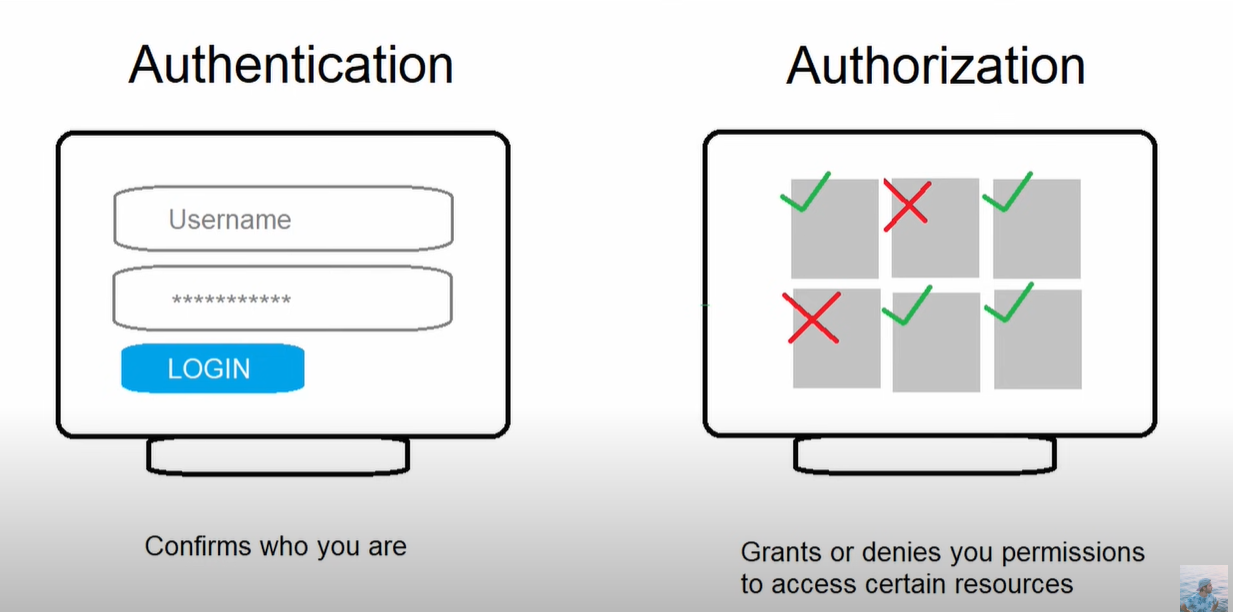 Authentication
Authorization
Username
***********
LOGIN
Confirms who you are
Grants or denies you permissions
to access certain resources